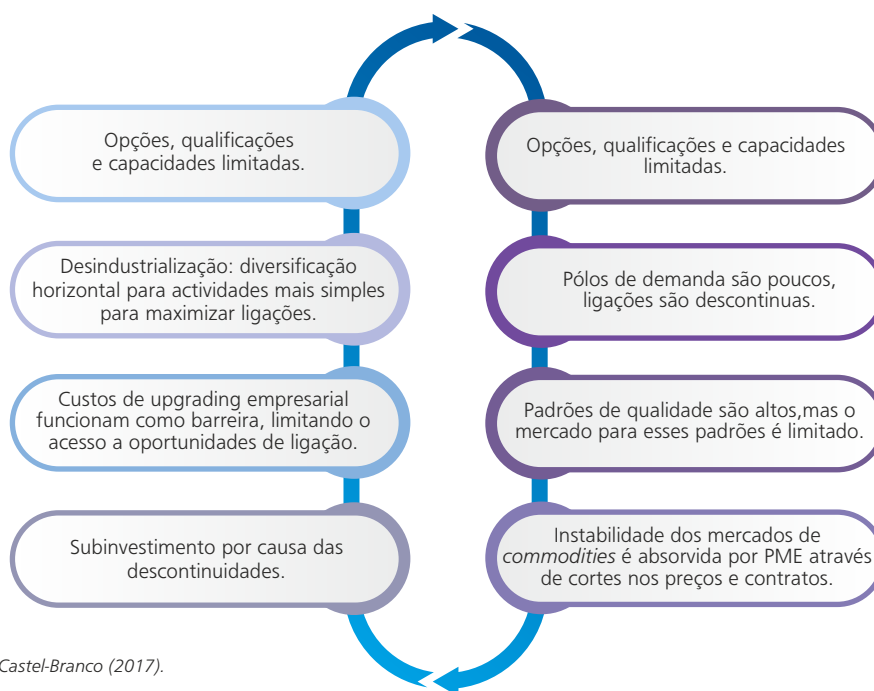 Opções, qualificações
e capacidades limitadas.
Desindustrialização: diversificação
horizontal para actividades mais simples
para maximizar ligações.
Custos de upgrading empresarial
funcionam como barreira, limitando o
acesso a oportunidades de ligação.
Subinvestimento por causa das
descontinuidades.
Opções, qualificações e capacidades
limitadas.
Pólos de demanda são poucos,
ligações são descontinuas.
Padrões de qualidade são altos,mas o
mercado para esses padrões é limitado.
Instabilidade dos mercados de
commodities é absorvida por PME através
de cortes nos preços e contratos.
Castel-Branco (2017).